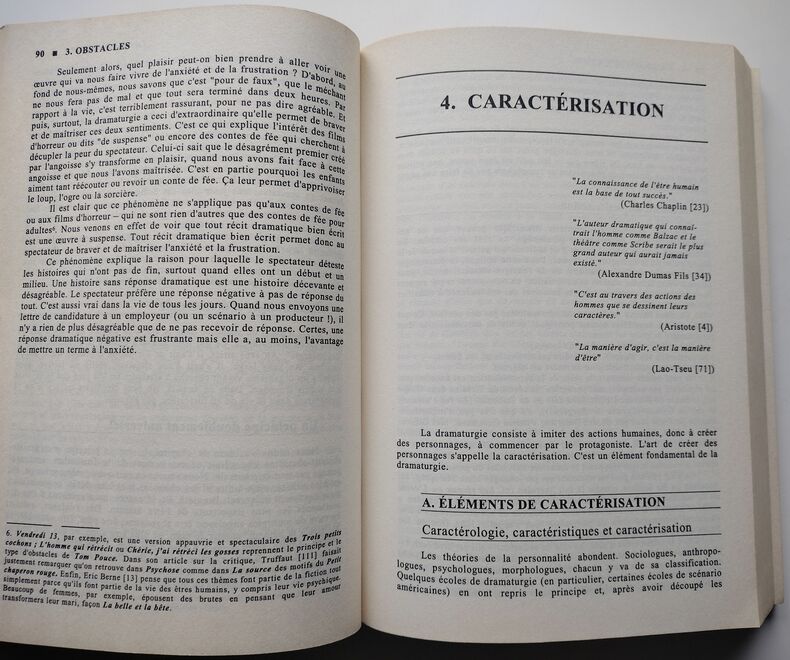 90 ■ 3. OBSTACLES
Seulement alors, quel plaisir peut-on bien prendre à aller voir une
œuvre qui va nous faire vivre de l'anxiété et de la frustration ? D'abord, au
fond de nous-mêmes, nous savons que c'est "pour de faux", que le méchant
ne nous fera pas de mal et que tout sera terminé dans deux heures. Par
rapport à la vie, c'est terriblement rassurant, pour ne pas dire agréable. Et
puis, surtout, la dramaturgie a ceci d'extraordinaire qu'elle permet de braver
et de maîtriser ces deux sentiments. C'est ce qui explique l'intérêt des films
d'horreur ou dits "de suspense" ou encore des contes de fée qui cherchent à
décupler la peur du spectateur. Celui-ci sait que le désagrément premier créé
par l'angoisse s'y transforme en plaisir, quand nous avons fait face à cette
angoisse et que nous l'avons maîtrisée. C'est en partie pourquoi les enfants
aiment tant réécouter ou revoir un conte de fée. Ça leur permet d'apprivoiser
le loup, l'ogre ou la sorcière.
Il est clair que ce phénomène ne s'applique pas qu'aux contes de fée
ou aux films d'horreur – qui ne sont rien d'autres que des contes de fée pour
adultes⁶. Nous venons en effet de voir que tout récit dramatique bien écrit
est une œuvre à suspense. Tout récit dramatique bien écrit permet donc au
spectateur de braver et de maîtriser l'anxiété et la frustration.
Ce phénomène explique la raison pour laquelle le spectateur déteste
les histoires qui n'ont pas de fin, surtout quand elles ont un début et un
milieu. Une histoire sans réponse dramatique est une histoire décevante et
désagréable. Le spectateur préfère une réponse négative à pas de réponse du
tout. C'est aussi vrai dans la vie de tous les jours. Quand nous envoyons une
lettre de candidature à un employeur (ou un scénario à un producteur !), il
n'y a rien de plus désagréable que de ne pas recevoir de réponse. Certes, une
réponse dramatique négative est frustrante mais elle a, au moins, l'avantage
de mettre un terme à l'anxiété.
6. Vendredi 13, par exemple, est une version appauvrie et spectaculaire des Trois petits
cochons ; L'homme qui rétrécit ou Chérie, j'ai rétréci les gosses reprennent le principe et le
type d'obstacles de Tom Pouce. Dans son article sur la critique, Truffaut [111] faisait
justement remarquer qu'on retrouve dans Psychose comme dans La source des motifs du Petit
chaperon rouge. Enfin, Eric Berne [13] pense que tous ces thèmes font partie de la fiction tout
simplement parce qu'ils font partie de la vie des êtres humains, y compris leur vie psychique.
Beaucoup de femmes, par exemple, épousent des brutes en pensant que leur amour
transformera leur mari, façon La belle et la bête.
4. CARACTÉRISATION
"La connaissance de l'être humain
est la base de tout succès."
(Charles Chaplin [23])
"L'auteur dramatique qui connaî-
trait l'homme comme Balzac et le
théâtre comme Scribe serait le plus
grand auteur qui aurait jamais
existé."
(Alexandre Dumas Fils [34])
"C'est au travers des actions des
hommes que se dessinent leurs
caractères."
(Aristote [4])
"La manière d'agir, c'est la manière
d'être"
(Lao-Tseu [71])
La dramaturgie consiste à imiter des actions humaines, donc à créer
des personnages, à commencer par le protagoniste. L'art de créer des
personnages s'appelle la caractérisation. C'est un élément fondamental de la
dramaturgie.
A. ÉLÉMENTS DE CARACTÉRISATION
Caractérologie, caractéristiques et caractérisation
Les théories de la personnalité abondent. Sociologues, anthropo-
logues, psychologues, morphologues, chacun y va de sa classification.
Quelques écoles de dramaturgie (en particulier, certaines écoles de scénario
américaines) en ont repris le principe et, après avoir découpé les